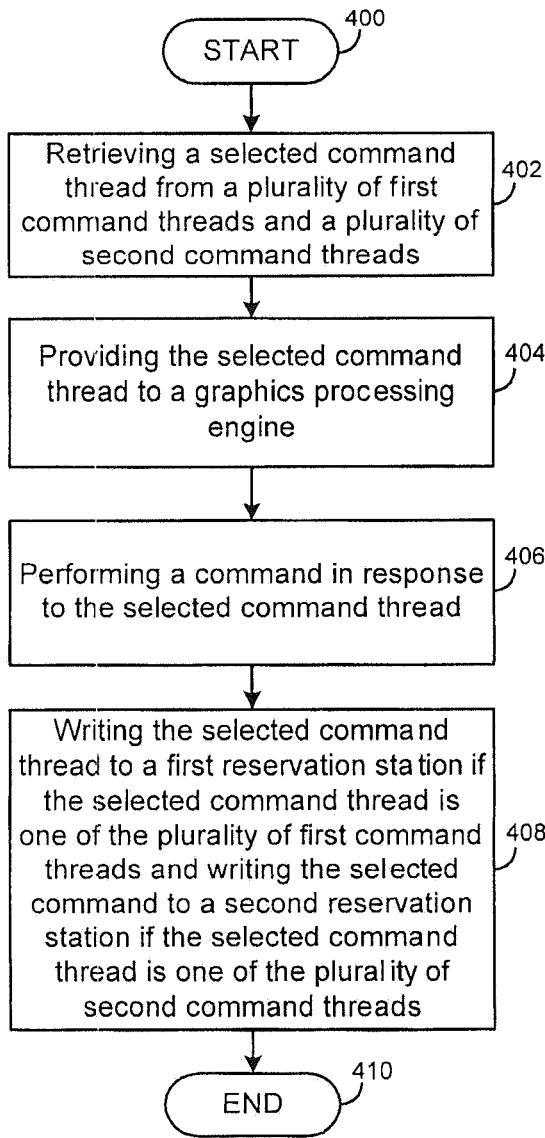 400
START
Retrieving a selected command
thread from a plurality of first
command threads and a plurality of
second command threads
402
Providing the selected command
thread to a graphics processing
engine
404
Performing a command in response
to the selected command thread
406
Writing the selected command
thread to a first reservation station if
the selected command thread is
one of the plurality of first command
threads and writing the selected
command to a second reservation
station if the selected command
thread is one of the plurality of
second command threads
408
END
410